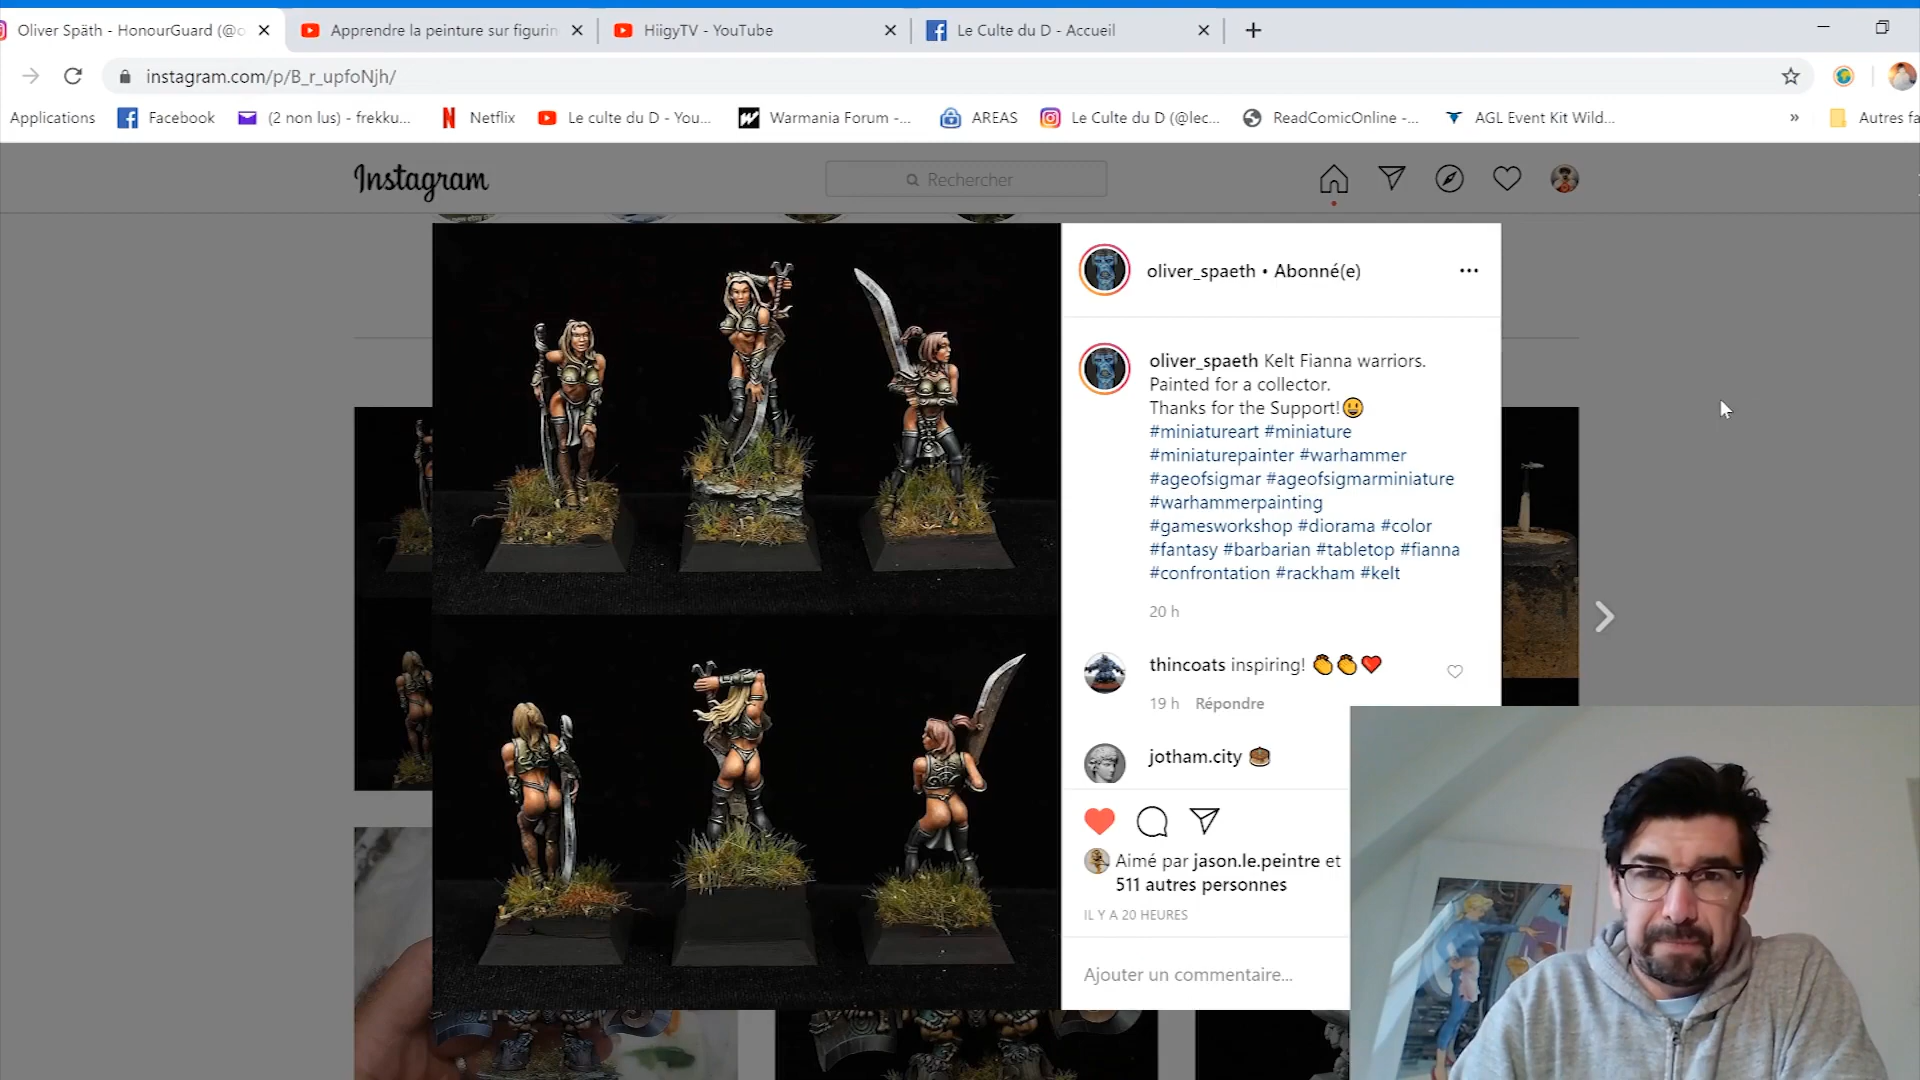 Oliver Späth - HonourGuard (@o
Apprendre la peinture sur figurin
HiigyTV - YouTube
Le Culte du D - Accueil
instagram.com/p/B_r_upfoNjh/
Applications
Facebook
(2 non lus) - frekku...
Netflix
Le culte du D - You...
Warmania Forum -...
AREAS
Le Culte du D (@lec...
ReadComicOnline -...
AGL Event Kit Wild...
»
Autres fa
Instagram
Rechercher
oliver_spaeth • Abonné(e)
oliver_spaeth Kelt Fianna warriors.
Painted for a collector.
Thanks for the Support!😃
#miniatureart #miniature
#miniaturepainter #warhammer
#ageofsigmar #ageofsigmarminiature
#warhammerpainting
#gamesworkshop #diorama #color
#fantasy #barbarian #tabletop #fianna
#confrontation #rackham #kelt
20 h
thincoats inspiring! 👏👏❤️
19 h Répondre
jotham.city
Aimé par jason.le.peintre et
511 autres personnes
IL Y A 20 HEURES
Ajouter un commentaire...